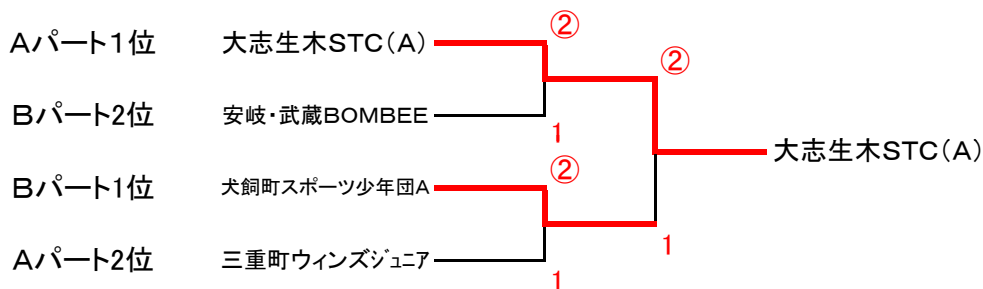 Aパート1位 大志生木STC(A) ②
②
Bパート2位 安岐・武蔵BOMBEE 1
大志生木STC(A)
Bパート1位 犬飼町スポーツ少年団A ②
1
Aパート2位 三重町ウィンズジュニア 1